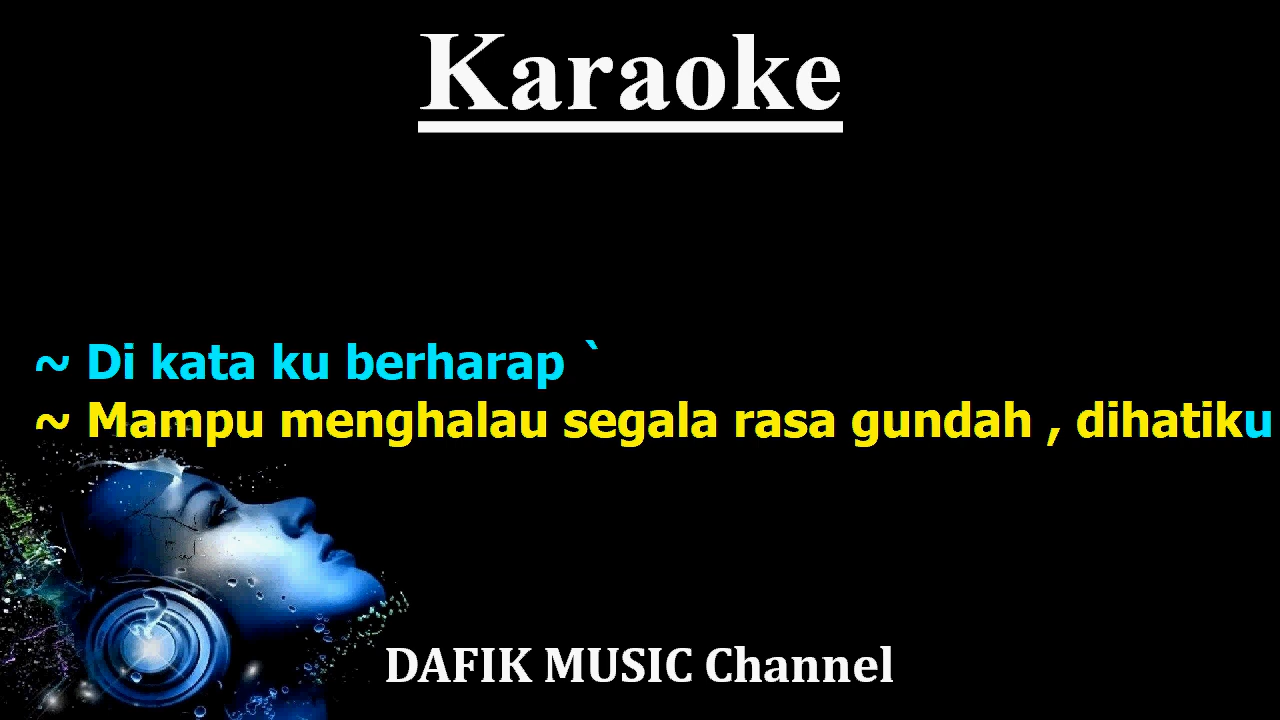 Karaoke
~ Di kata ku berharap `
~ Mampu menghalau segala rasa gundah , dihatiku
DAFIK MUSIC Channel